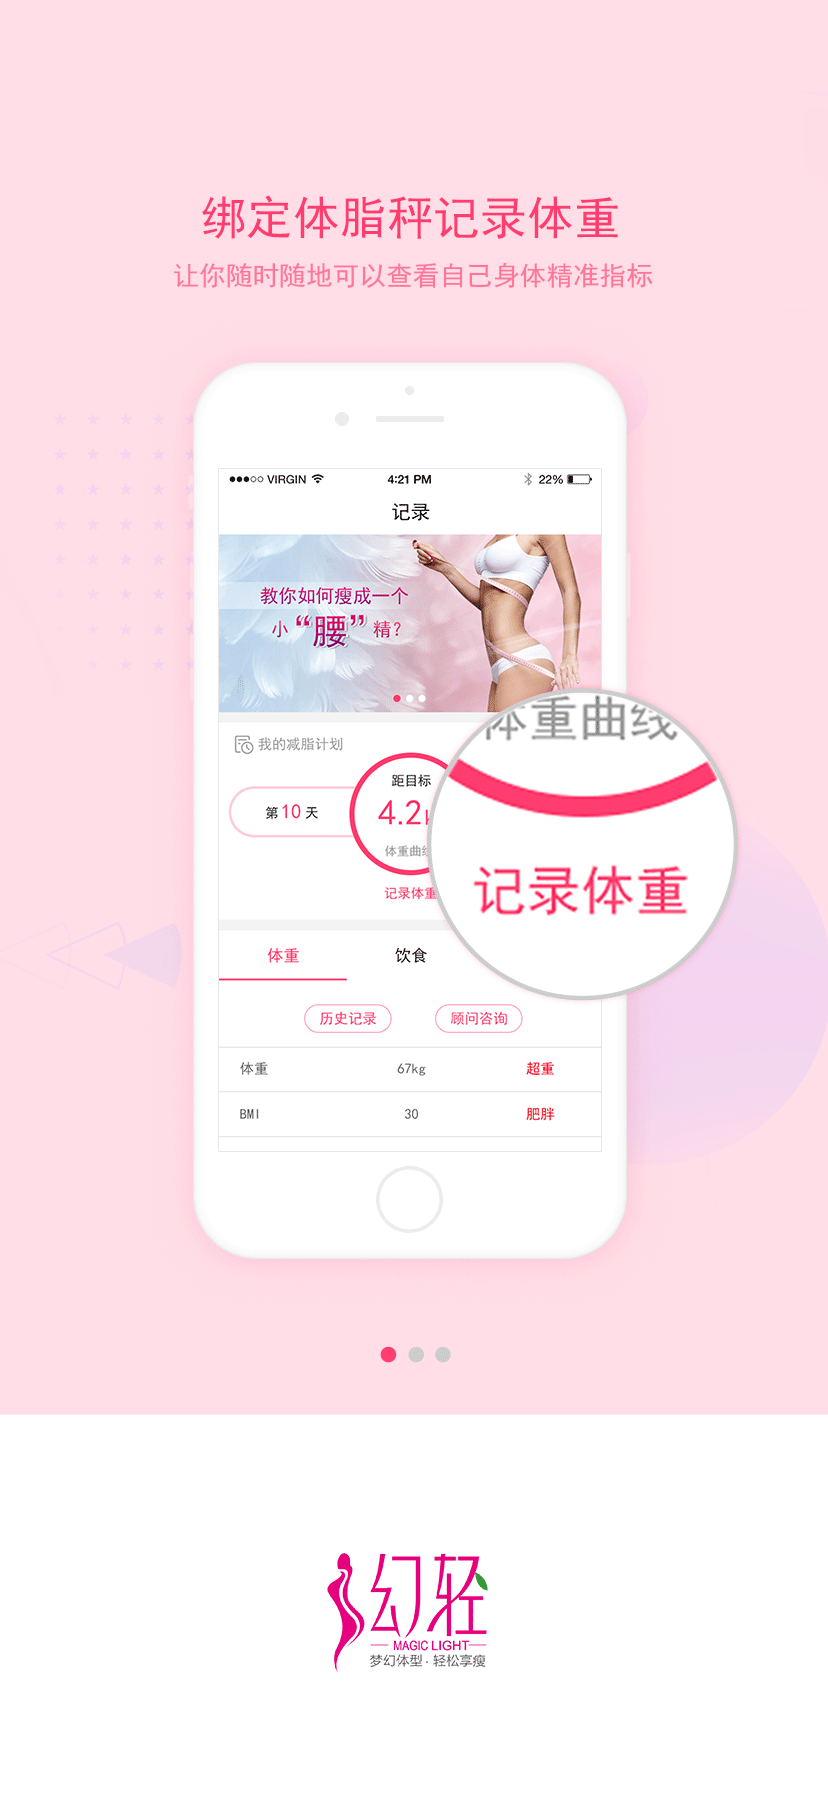 绑定体脂秤记录体重
让你随时随地可以查看自己身体精准指标
VIRGIN 4:21 PM 22%
记录
教你如何瘦成一个
小“腰”精?
我的减脂计划
距目标
第10天
4.2
体重曲线
记录体重
体重曲线
记录体重
体重 饮食
历史记录 顾问咨询
体重 67kg 超重
BMI 30 肥胖
幻轻
MAGIC LIGHT
梦幻体型·轻松享瘦